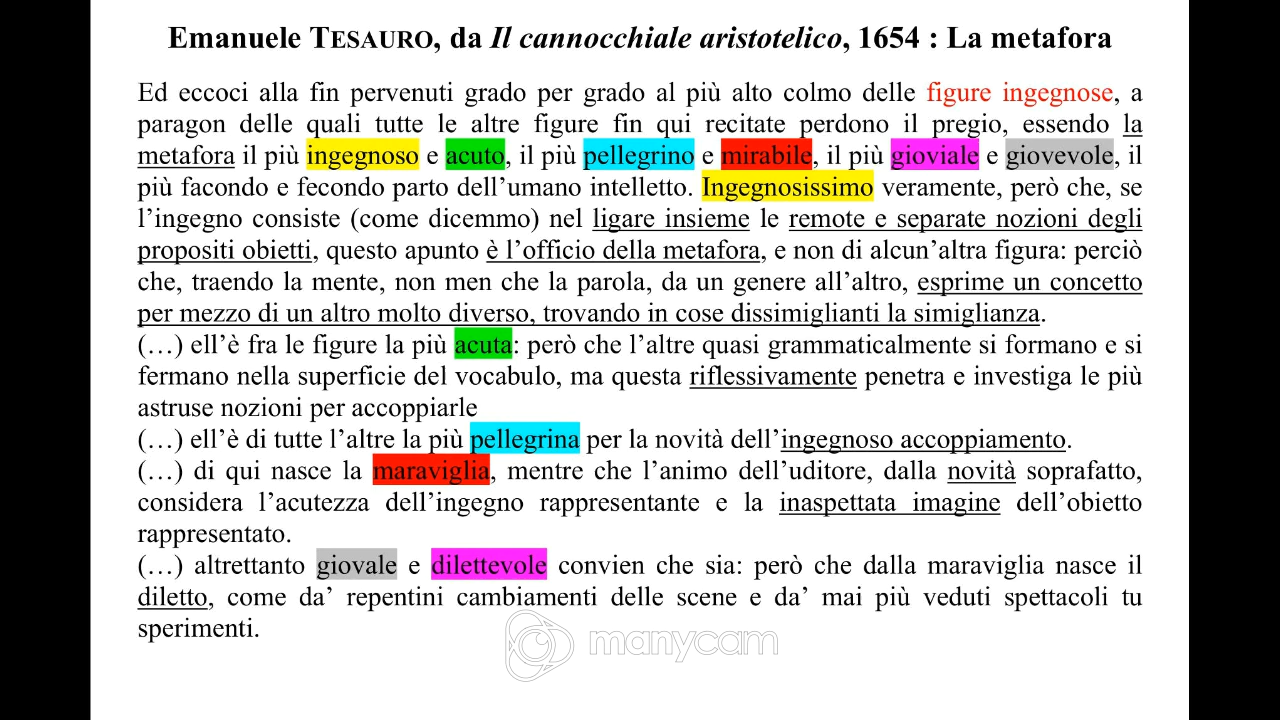 Emanuele TESAURO, da Il cannocchiale aristotelico, 1654 : La metafora
Ed eccoci alla fin pervenuti grado per grado al più alto colmo delle figure ingegnose, a
paragon delle quali tutte le altre figure fin qui recitate perdono il pregio, essendo la
metafora il più ingegnoso e acuto, il più pellegrino e mirabile, il più gioviale e giovevole, il
più facondo e fecondo parto dell’umano intelletto. Ingegnosissimo veramente, però che, se
l’ingegno consiste (come dicemmo) nel ligare insieme le remote e separate nozioni degli
propositi obietti, questo apunto è l’officio della metafora, e non di alcun’altra figura: perciò
che, traendo la mente, non men che la parola, da un genere all’altro, esprime un concetto
per mezzo di un altro molto diverso, trovando in cose dissimiglianti la simiglianza.
(…) ell’è fra le figure la più acuta: però che l’altre quasi grammaticalmente si formano e si
fermano nella superficie del vocabulo, ma questa riflessivamente penetra e investiga le più
astruse nozioni per accoppiarle
(…) ell’è di tutte l’altre la più pellegrina per la novità dell’ingegnoso accoppiamento.
(…) di qui nasce la maraviglia, mentre che l’animo dell’uditore, dalla novità soprafatto,
considera l’acutezza dell’ingegno rappresentante e la inaspettata imagine dell’obietto
rappresentato.
(…) altrettanto giovale e dilettevole convien che sia: però che dalla maraviglia nasce il
diletto, come da’ repentini cambiamenti delle scene e da’ mai più veduti spettacoli tu
sperimenti.
manycam